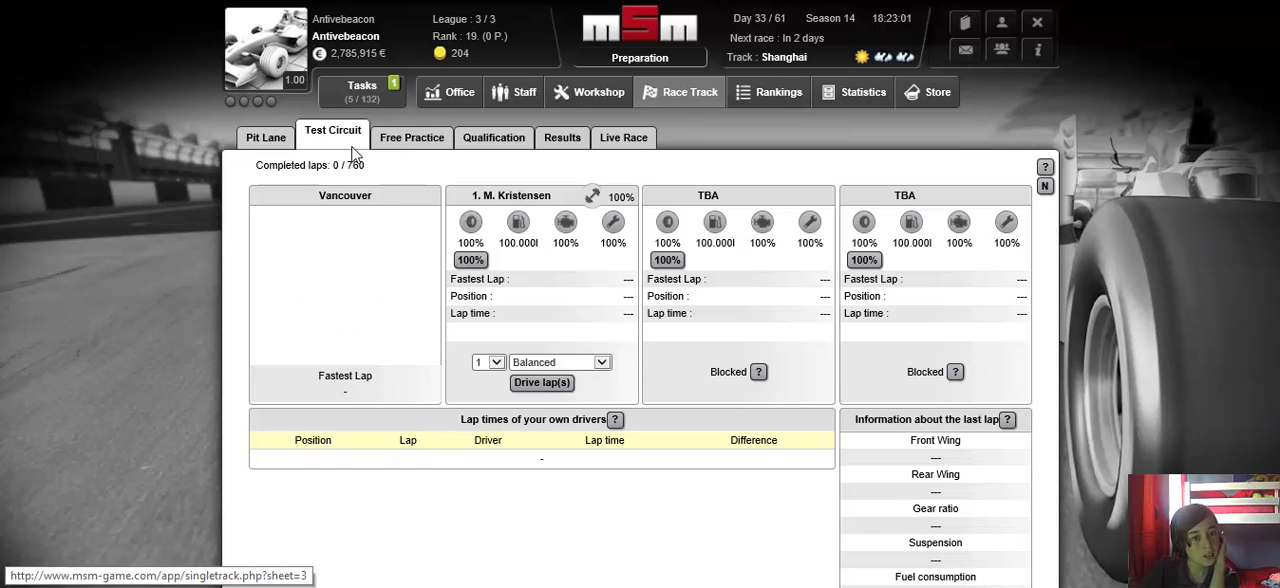 Antivebeacon
Antivebeacon
€ 2,785,915 €
1.00
League : 3 / 3
Rank : 19. (0 P.)
204
mSm
Preparation
Day 33 / 61 Season 14 18:23:01
Next race : In 2 days
Track : Shanghai
Tasks 1
(5 / 132)
Office Staff Workshop Race Track Rankings Statistics Store
Pit Lane Test Circuit Free Practice Qualification Results Live Race
Completed laps: 0 / 760
?
N
Vancouver
Fastest Lap
-
1. M. Kristensen 100%
100% 100.000l 100% 100%
100%
Fastest Lap : ---
Position : ---
Lap time : ---
1 Balanced
Drive lap(s)
TBA
100% 100.000l 100% 100%
100%
Fastest Lap : ---
Position : ---
Lap time : ---
Blocked ?
TBA
100% 100.000l 100% 100%
100%
Fastest Lap : ---
Position : ---
Lap time : ---
Blocked ?
Lap times of your own drivers ?
Position Lap Driver Lap time Difference
-
Information about the last lap ?
Front Wing
---
Rear Wing
---
Gear ratio
---
Suspension
---
Fuel consumption
http://www.msm-game.com/app/singletrack.php?sheet=3